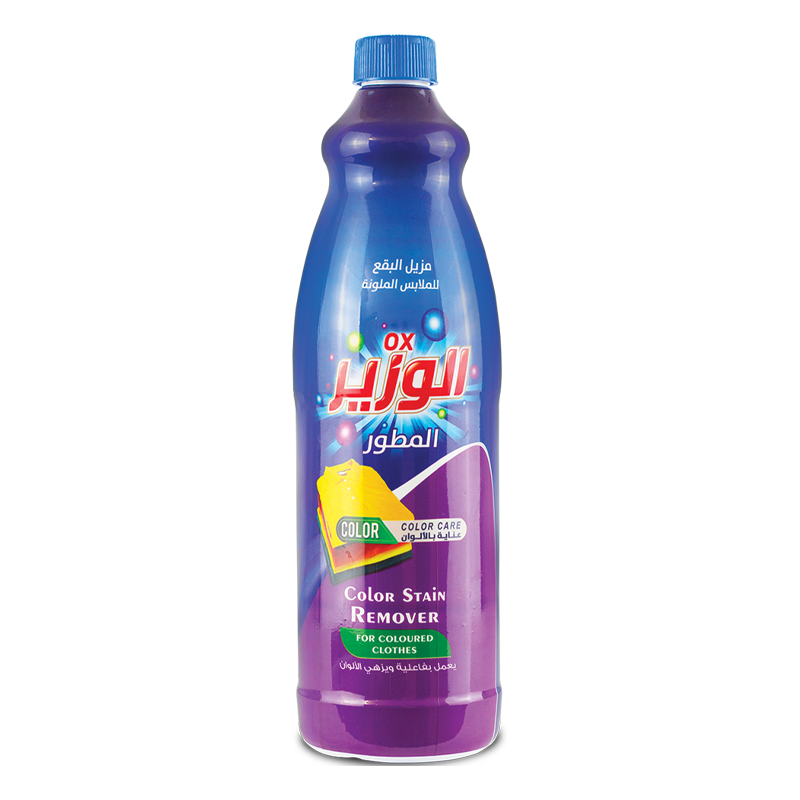 مزيل البقع
للملابس الملونة
OX
الوزير
المطور
COLOR
COLOR CARE
عناية بالألوان
COLOR STAIN
REMOVER
FOR COLOURED
CLOTHES
يعمل بفاعلية ويزهي الألوان